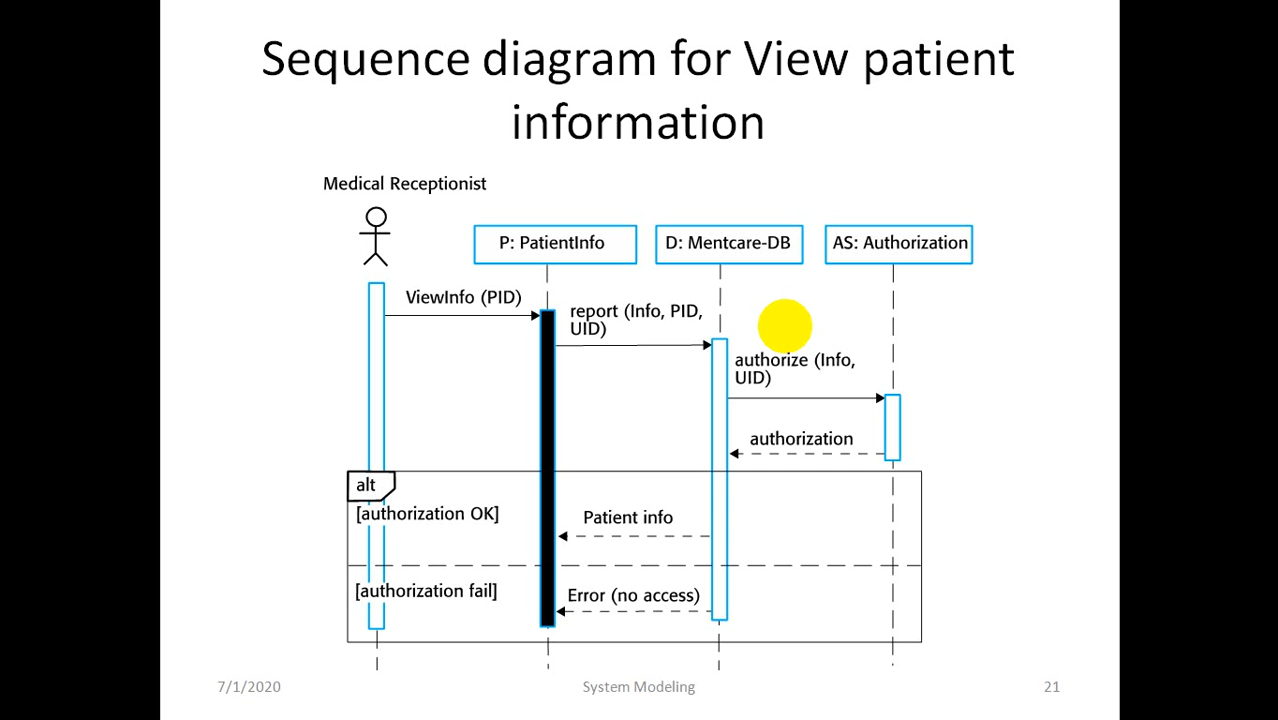 Sequence diagram for View patient
information
Medical Receptionist
P: PatientInfo
D: Mentcare-DB
AS: Authorization
ViewInfo (PID)
report (Info, PID,
UID)
authorize (Info,
UID)
authorization
alt
[authorization OK]
Patient info
[authorization fail]
Error (no access)
7/1/2020
System Modeling
21